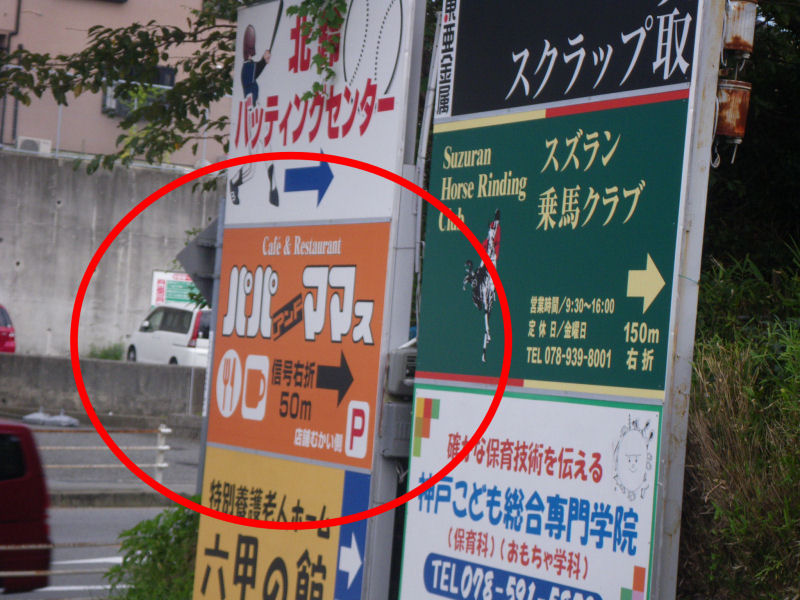 北鈴
バッティングセンター
Café & Restaurant
パパ アンド ママス
信号右折
50m
P
店舗むかい側
特別養護老人ホーム
六甲の館
スクラップ取
Suzuran
Horse Rinding
Club
スズラン
乗馬クラブ
営業時間/9:30〜16:00
定休日/金曜日
TEL 078-939-8001
150m
右折
確かな保育技術を伝える
神戸こども総合専門学院
(保育科)(おもちゃ学科)